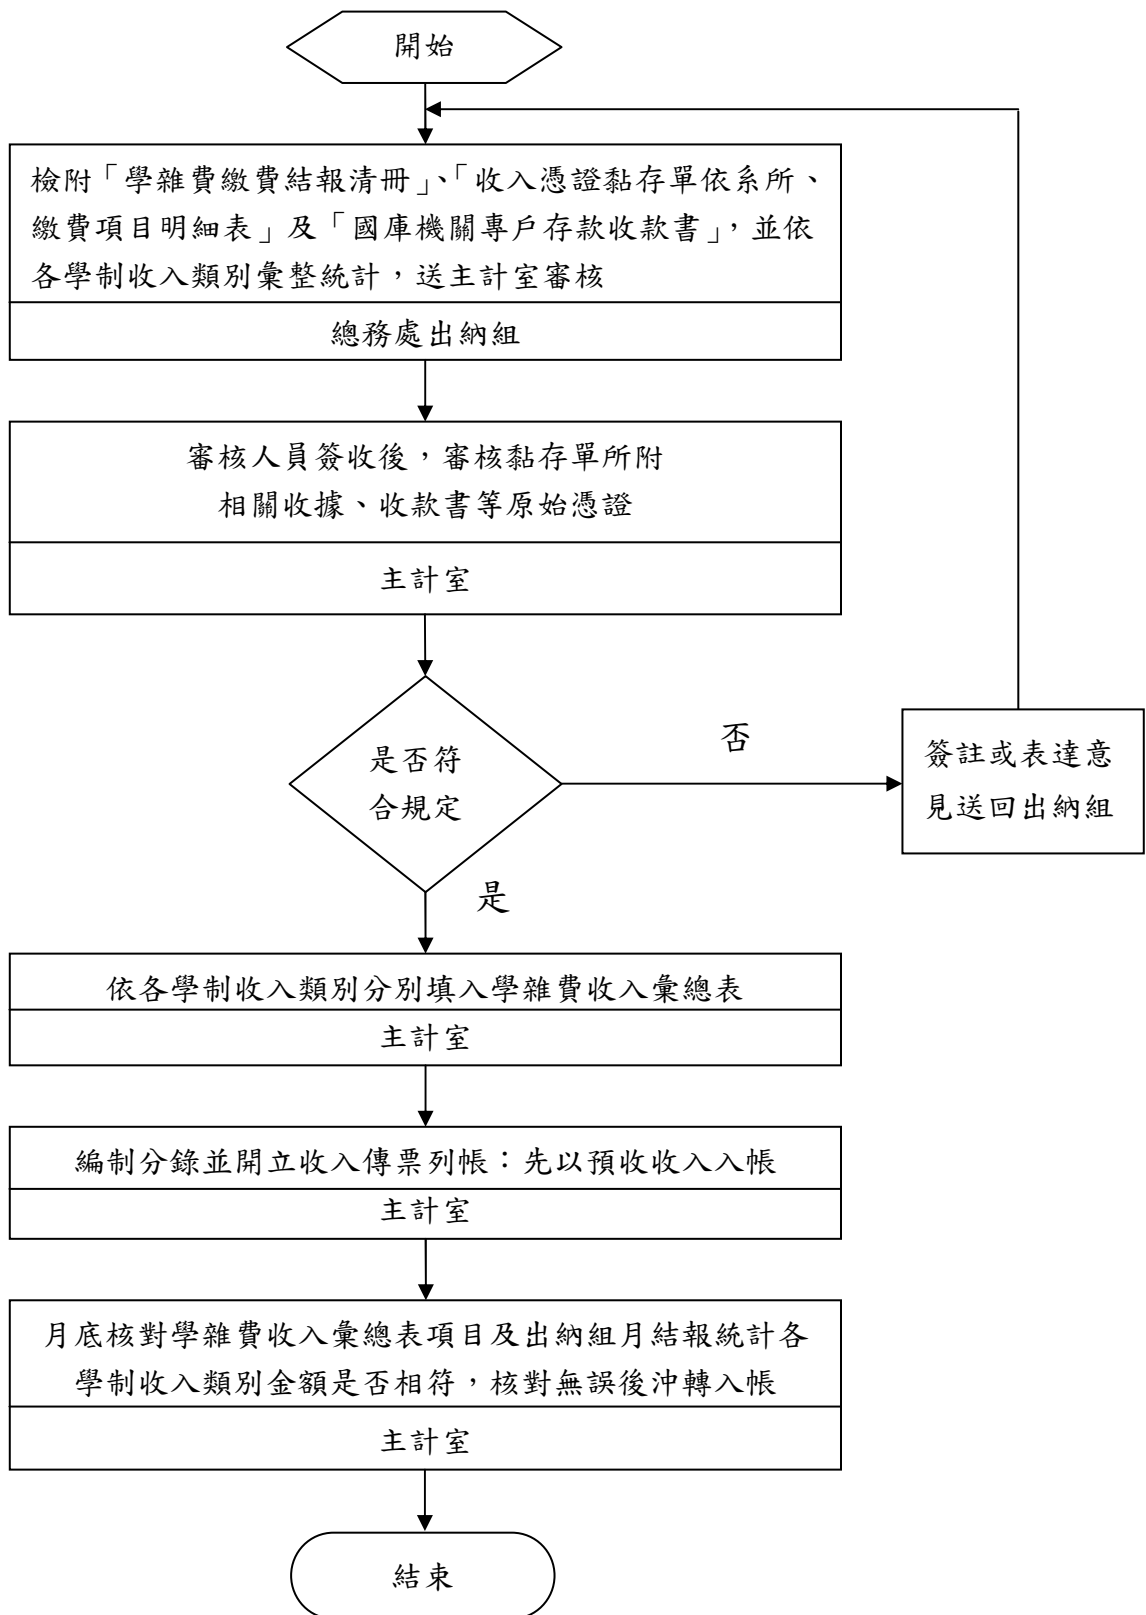 開始
檢附「學雜費繳費結報清冊」、「收入憑證黏存單依系所、
繳費項目明細表」及「國庫機關專戶存款收款書」，並依
各學制收入類別彙整統計，送主計室審核
總務處出納組
審核人員簽收後，審核黏存單所附
相關收據、收款書等原始憑證
主計室
是否符
合規定
否
簽註或表達意
見送回出納組
是
依各學制收入類別分別填入學雜費收入彙總表
主計室
編制分錄並開立收入傳票列帳：先以預收收入入帳
主計室
月底核對學雜費收入彙總表項目及出納組月結報統計各
學制收入類別金額是否相符，核對無誤後沖轉入帳
主計室
結束